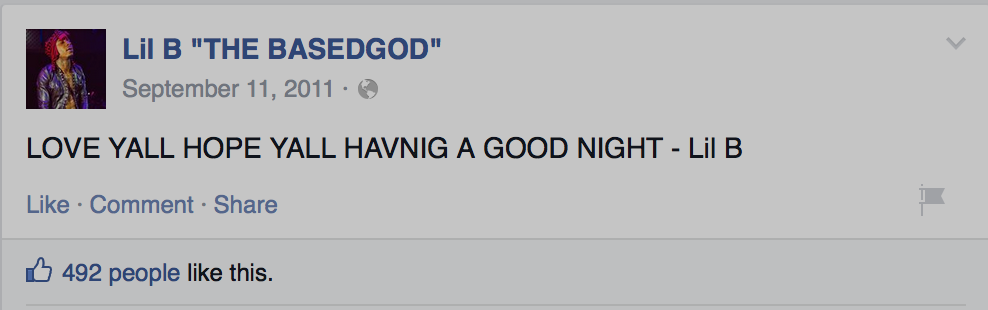 Lil B "THE BASEDGOD"
September 11, 2011 ·
LOVE YALL HOPE YALL HAVNIG A GOOD NIGHT - Lil B
Like · Comment · Share
492 people like this.